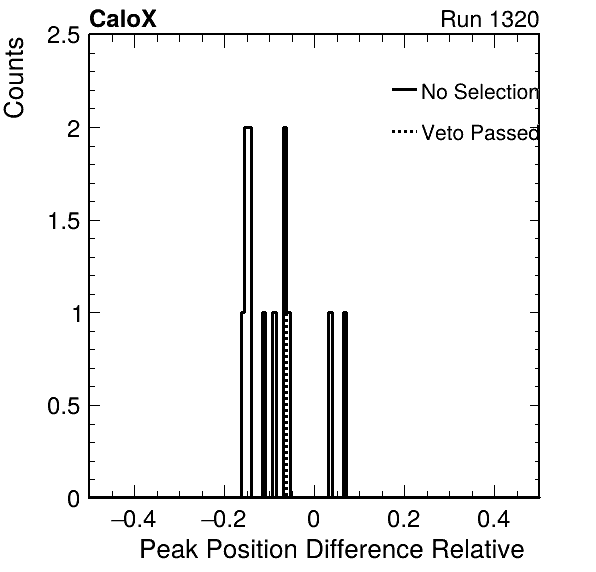 CaloX Run 1320
Counts
2.5
2
1.5
1
0.5
0
No Selection
Veto Passed
−0.4 −0.2 0 0.2 0.4
Peak Position Difference Relative